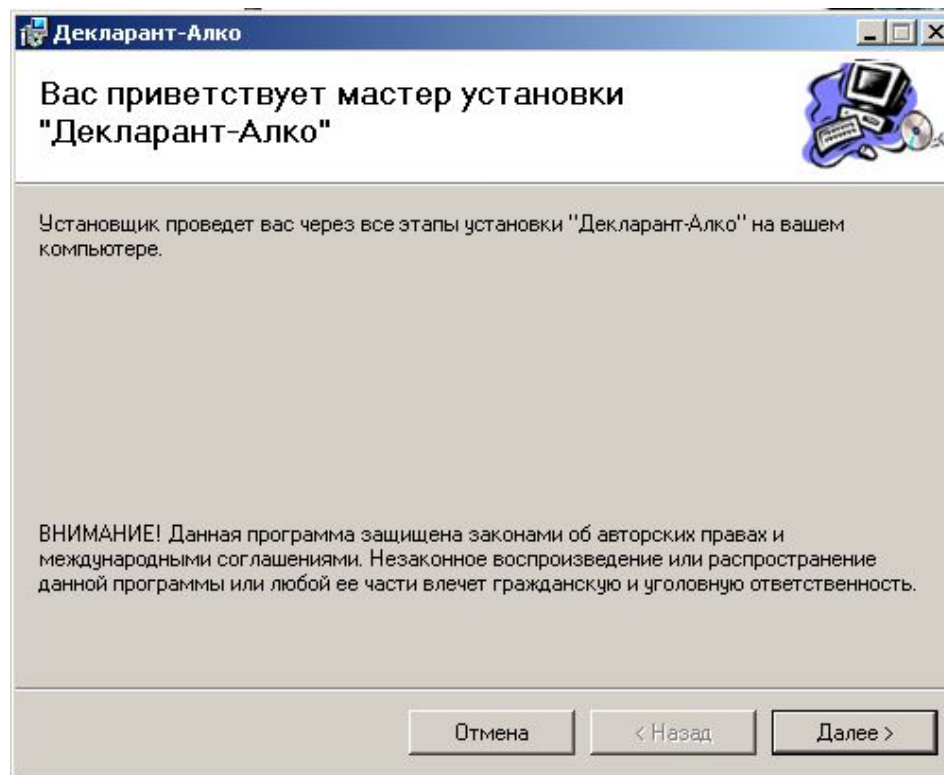 Декларант-Алко
Вас приветствует мастер установки
"Декларант-Алко"
Установщик проведет вас через все этапы установки "Декларант-Алко" на вашем
компьютере.
ВНИМАНИЕ! Данная программа защищена законами об авторских правах и
международными соглашениями. Незаконное воспроизведение или распространение
данной программы или любой ее части влечет гражданскую и уголовную ответственность.
Отмена
< Назад
Далее >